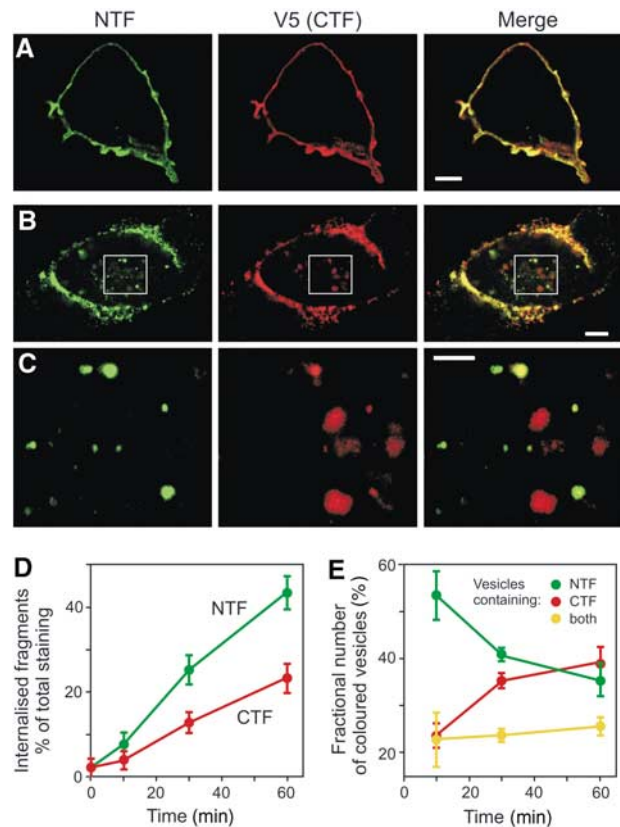 NTF V5 (CTF) Merge
A
B
C
D
Internalised fragments
% of total staining
40
20
0
NTF
CTF
0 20 40 60
Time (min)
E
Fractional number
of coloured vesicles (%)
60
40
20
Vesicles
containing:
NTF
CTF
both
0 20 40 60
Time (min)